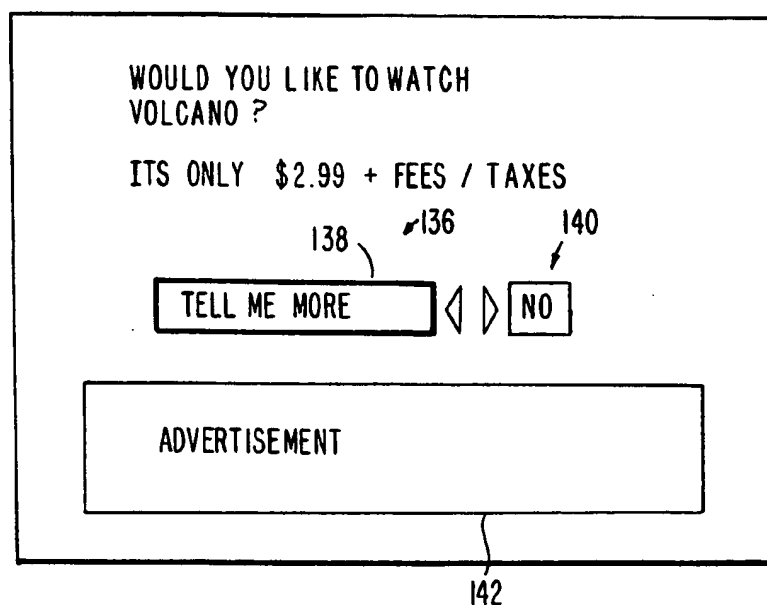 WOULD YOU LIKE TO WATCH
VOLCANO ?
ITS ONLY $2.99 + FEES / TAXES
138 136 140
TELL ME MORE NO
ADVERTISEMENT
142